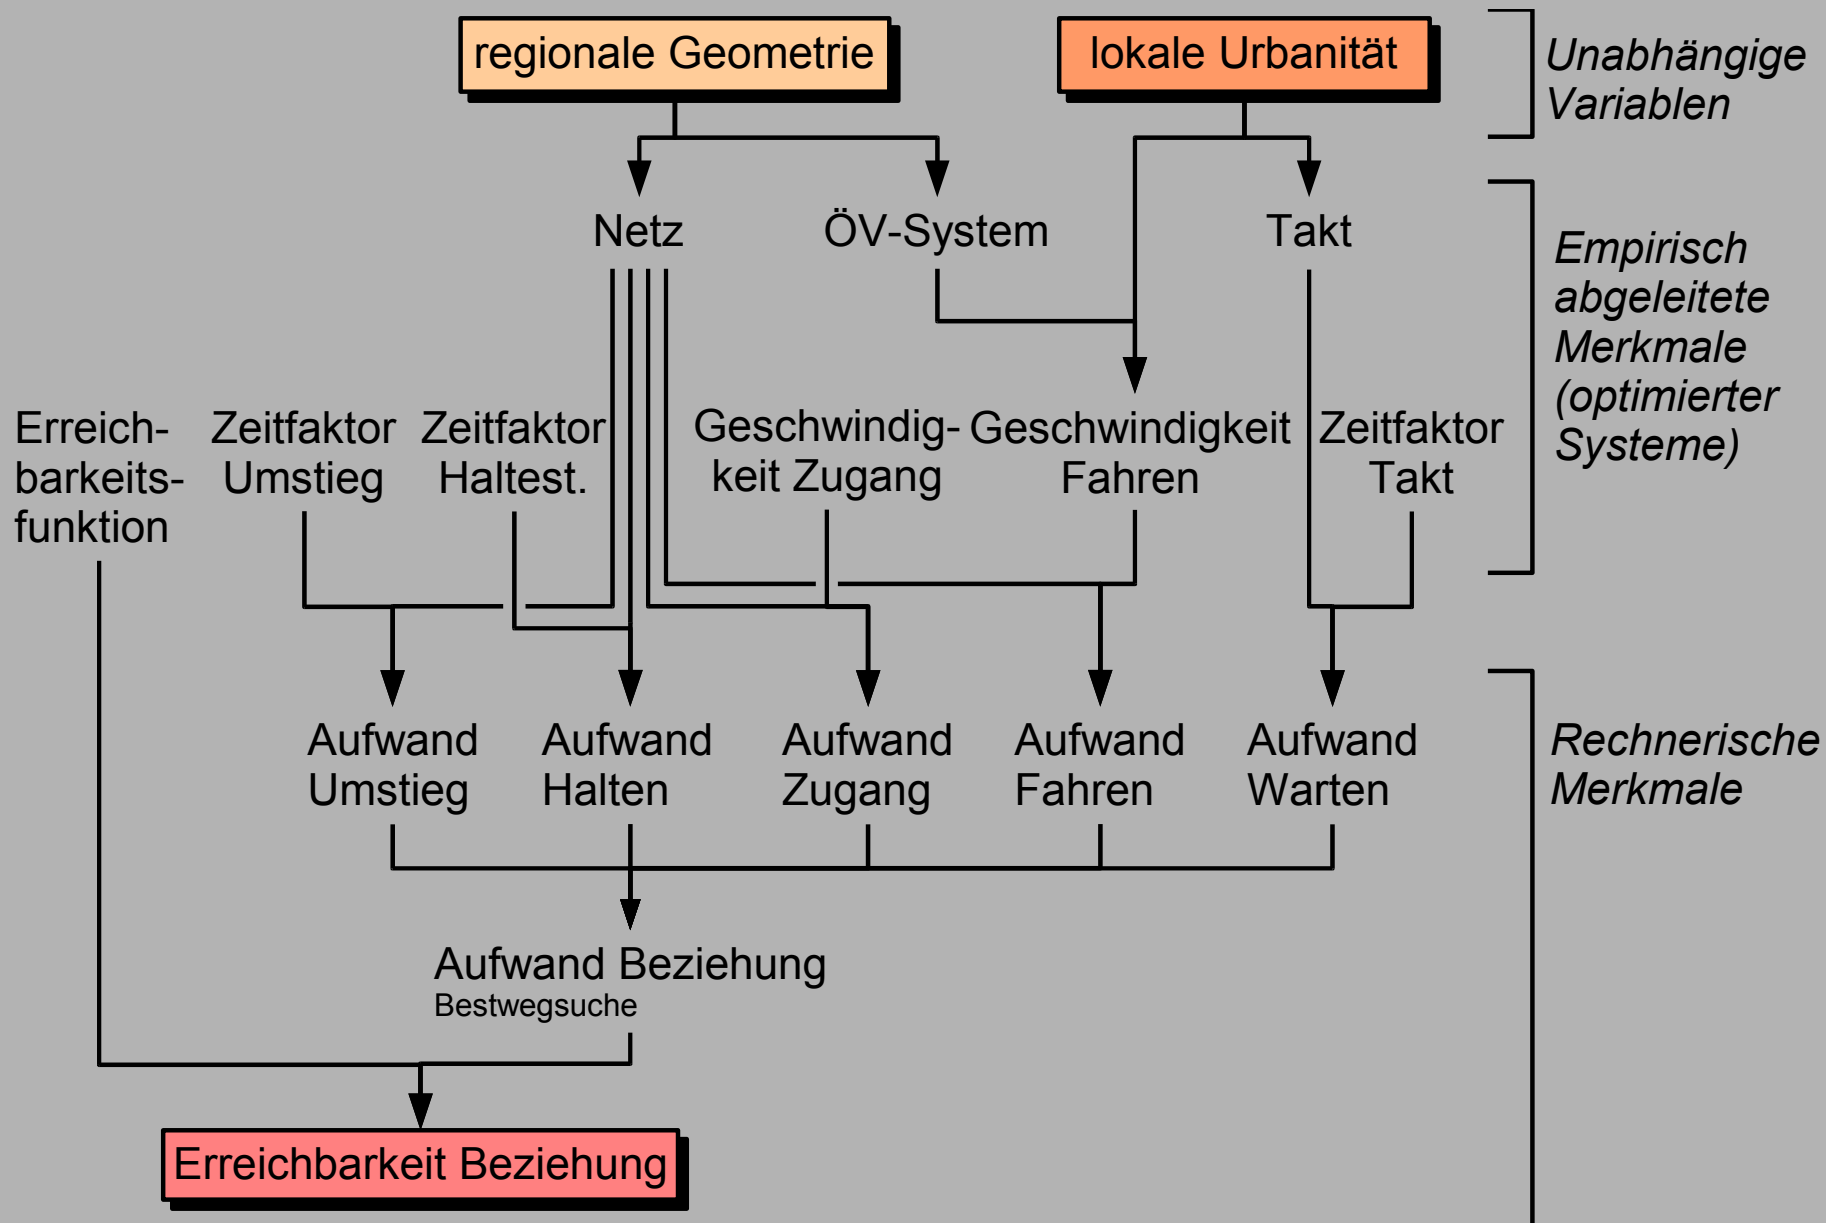 regionale Geometrie
lokale Urbanität
Unabhängige
Variablen
Netz
ÖV-System
Takt
Empirisch
abgeleitete
Merkmale
(optimierter
Systeme)
Erreich-
barkeits-
funktion
Zeitfaktor
Umstieg
Zeitfaktor
Haltest.
Geschwindig-
keit Zugang
Geschwindigkeit
Fahren
Zeitfaktor
Takt
Aufwand
Umstieg
Aufwand
Halten
Aufwand
Zugang
Aufwand
Fahren
Aufwand
Warten
Rechnerische
Merkmale
Aufwand Beziehung
Bestwegsuche
Erreichbarkeit Beziehung